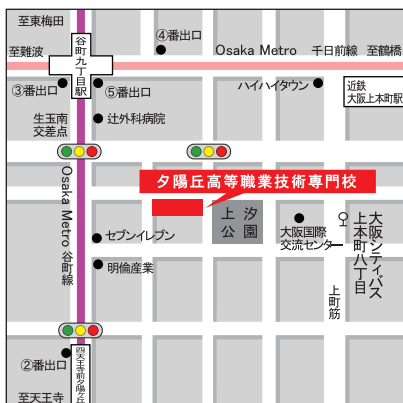 至東梅田
④番出口
谷町九丁目駅
Osaka Metro 千日前線 至鶴橋
至難波
③番出口
⑤番出口
ハイハイタウン
近鉄
大阪上本町駅
生玉南
交差点
辻外科病院
夕陽丘高等職業技術専門校
Osaka Metro 谷町線
上汐
公園
セブンイレブン
大阪国際
交流センター
大阪シティバス
上本町八丁目
明倫産業
上町筋
四天王寺前夕陽ヶ丘
②番出口
至天王寺